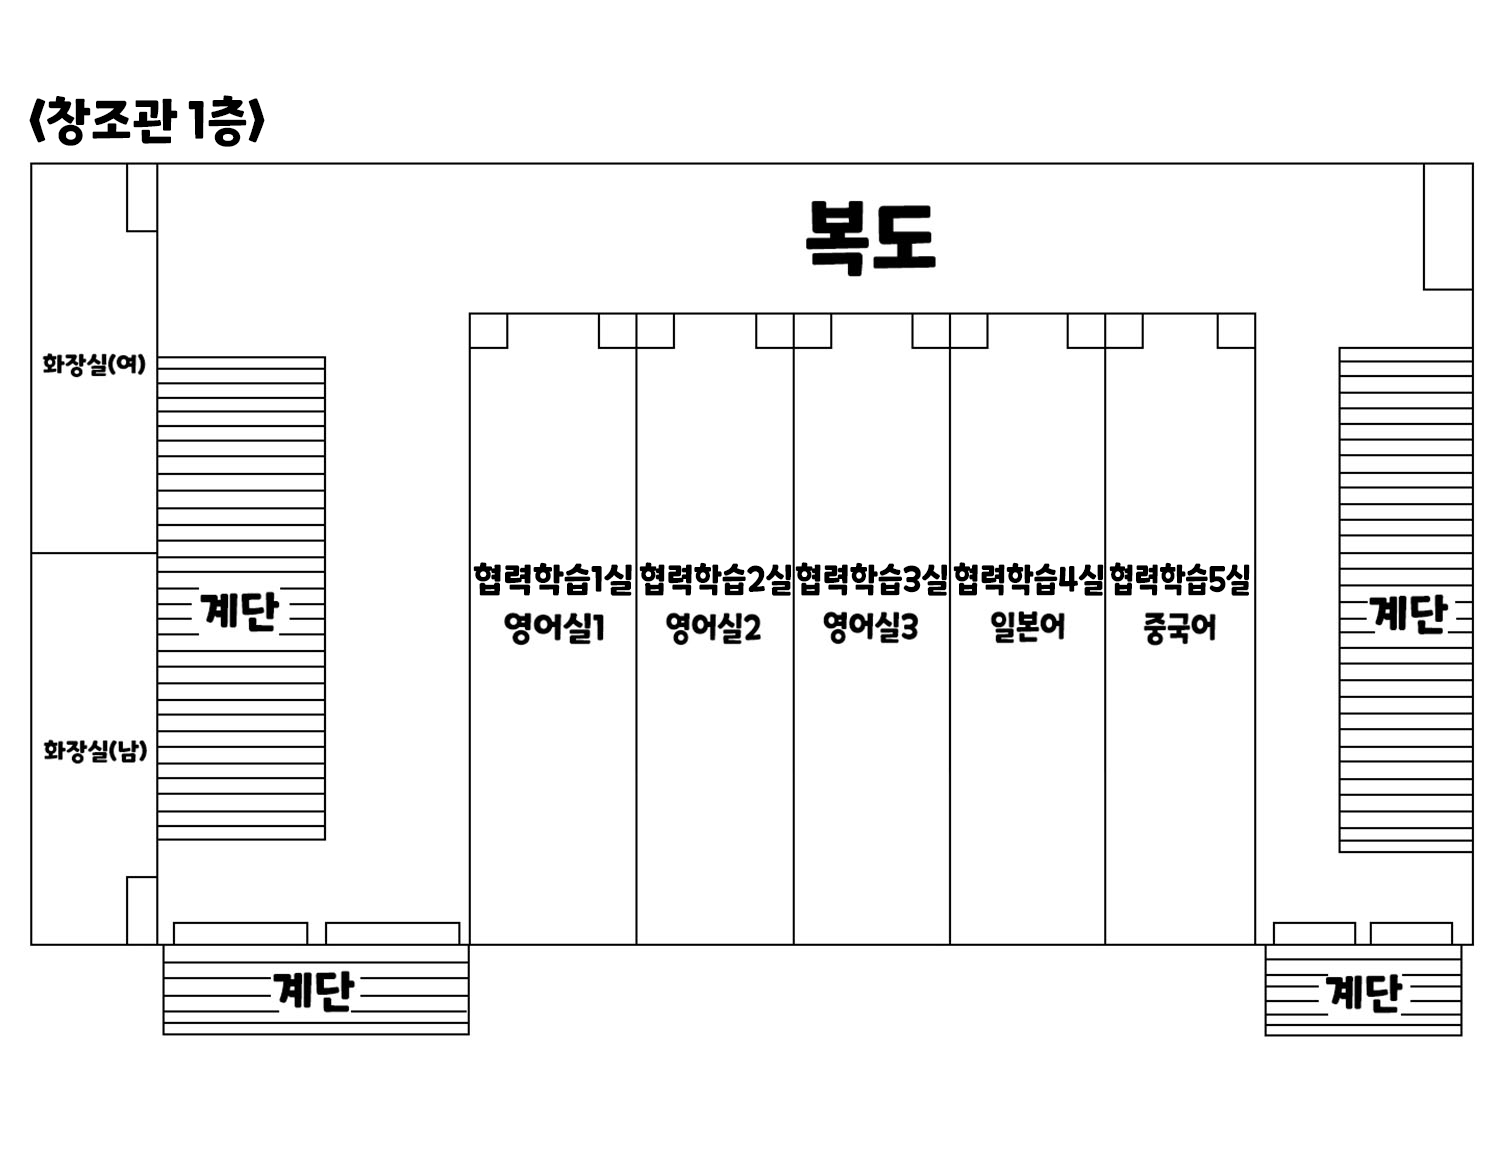 〈창조관 1층〉
복도
화장실(여)
협력학습1실
영어실1
협력학습2실
영어실2
협력학습3실
영어실3
협력학습4실
일본어
협력학습5실
중국어
계단
계단
화장실(남)
계단
계단